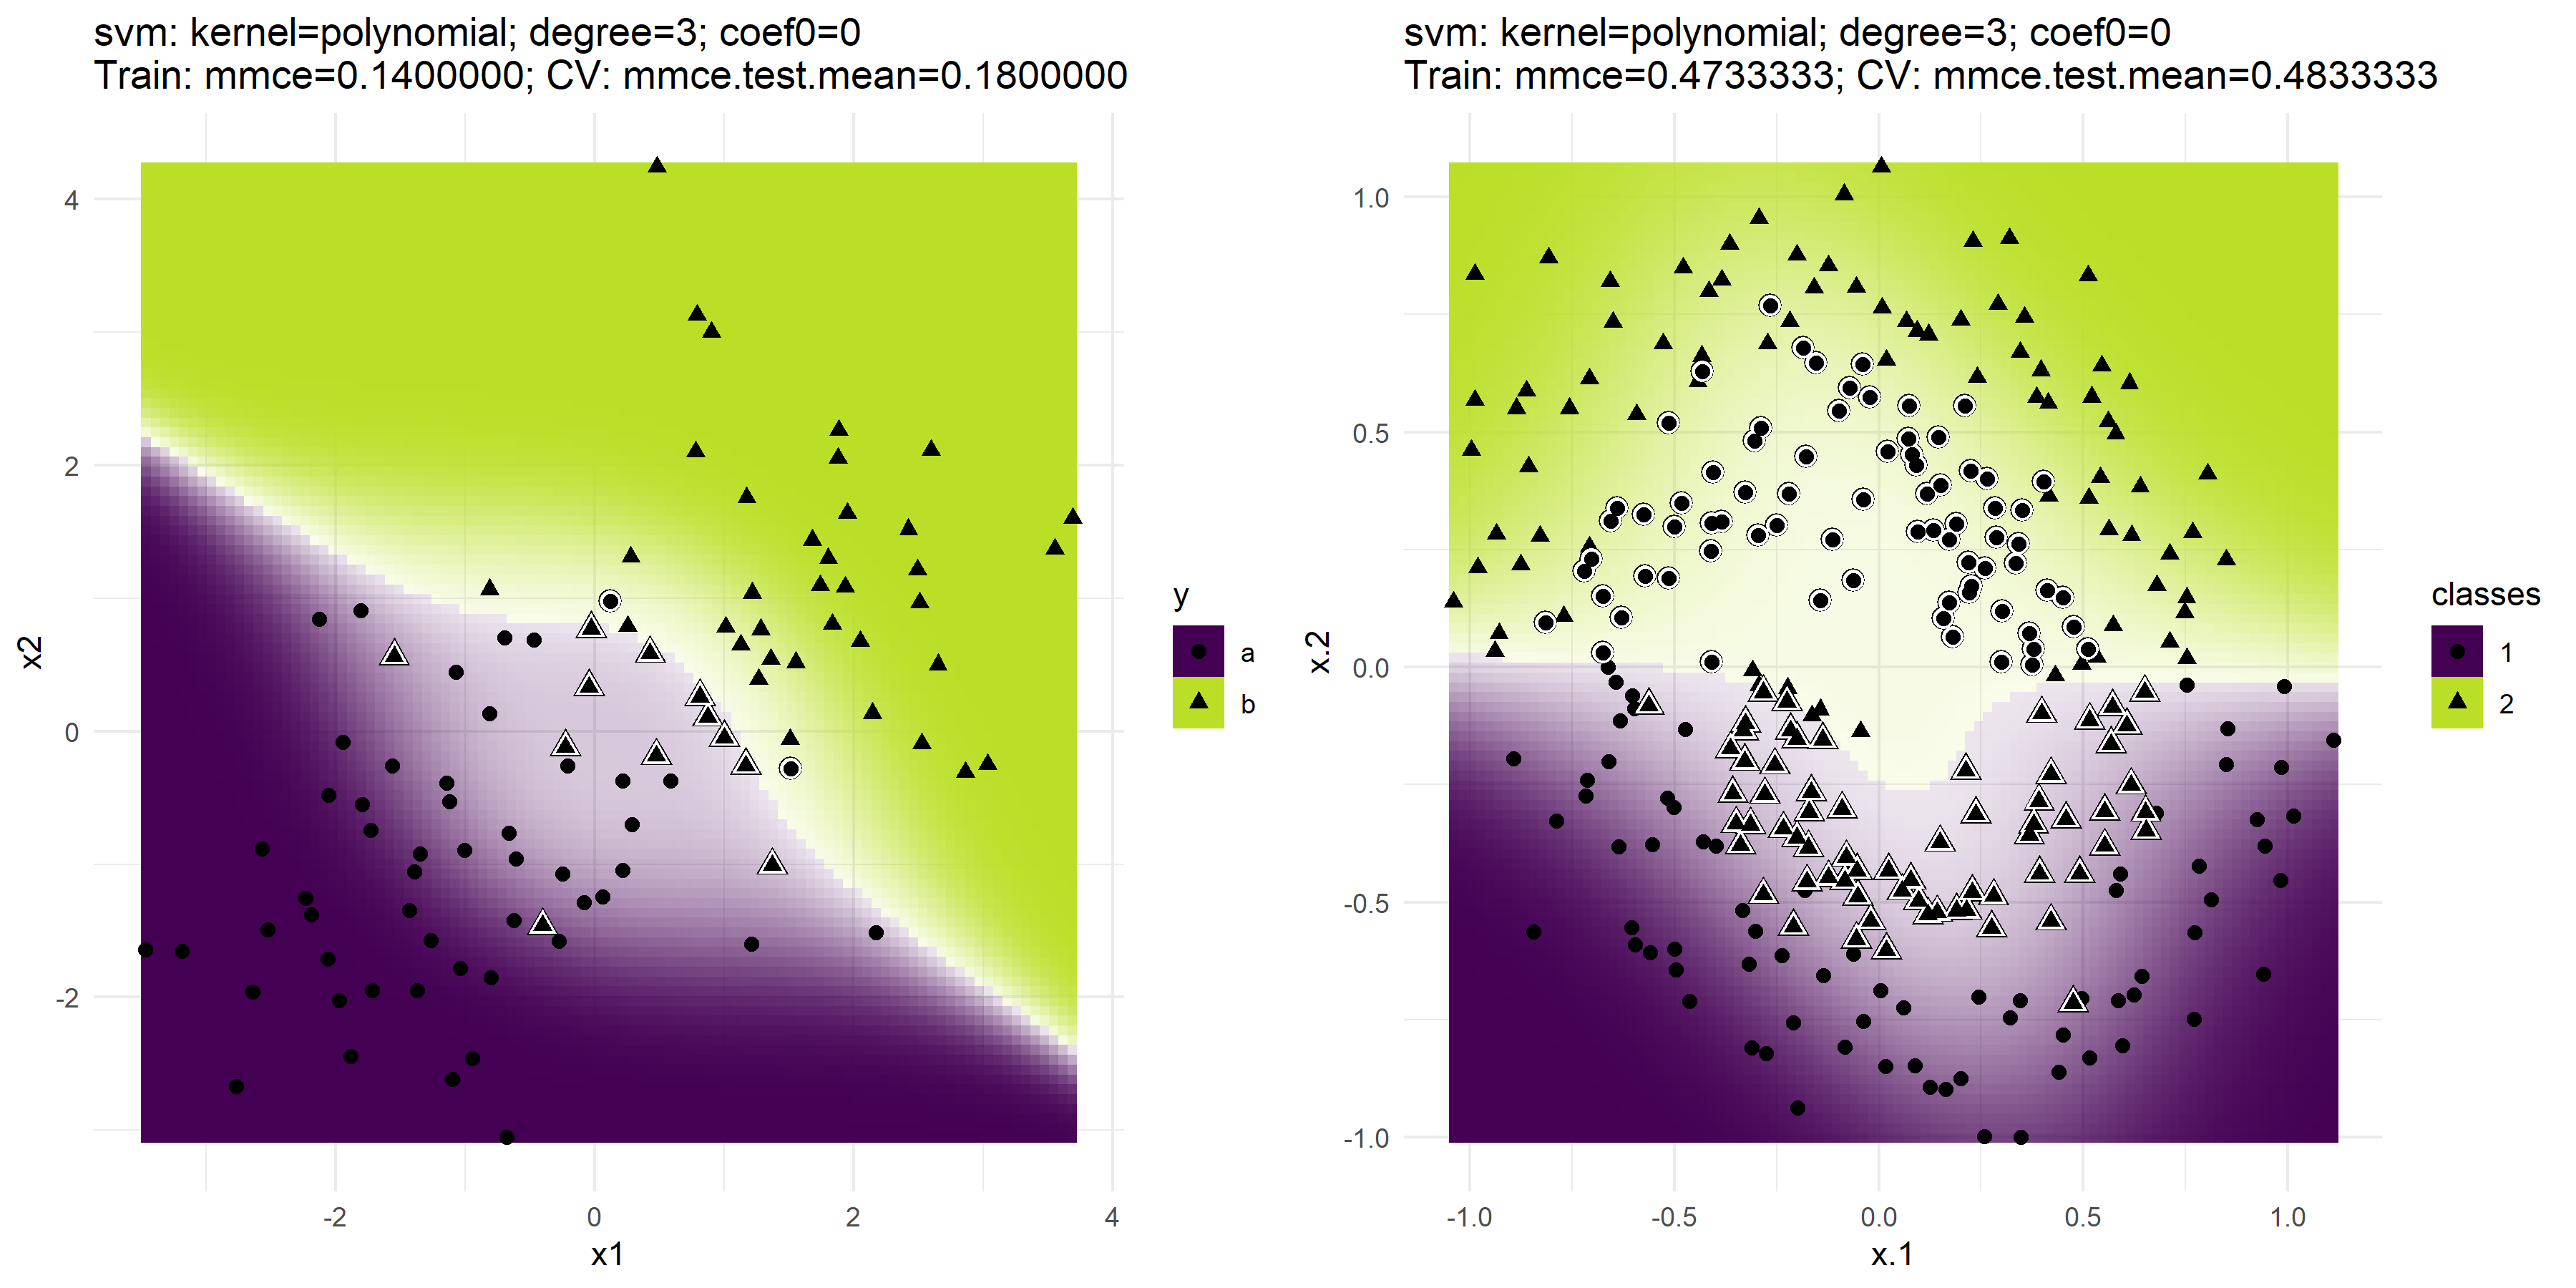 svm: kernel=polynomial; degree=3; coef0=0
Train: mmce=0.1400000; CV: mmce.test.mean=0.1800000
4
2
0
-2
x2
-2
0
2
4
x1
y
a
b
svm: kernel=polynomial; degree=3; coef0=0
Train: mmce=0.4733333; CV: mmce.test.mean=0.4833333
1.0
0.5
0.0
-0.5
-1.0
x.2
-1.0
-0.5
0.0
0.5
1.0
x.1
classes
1
2